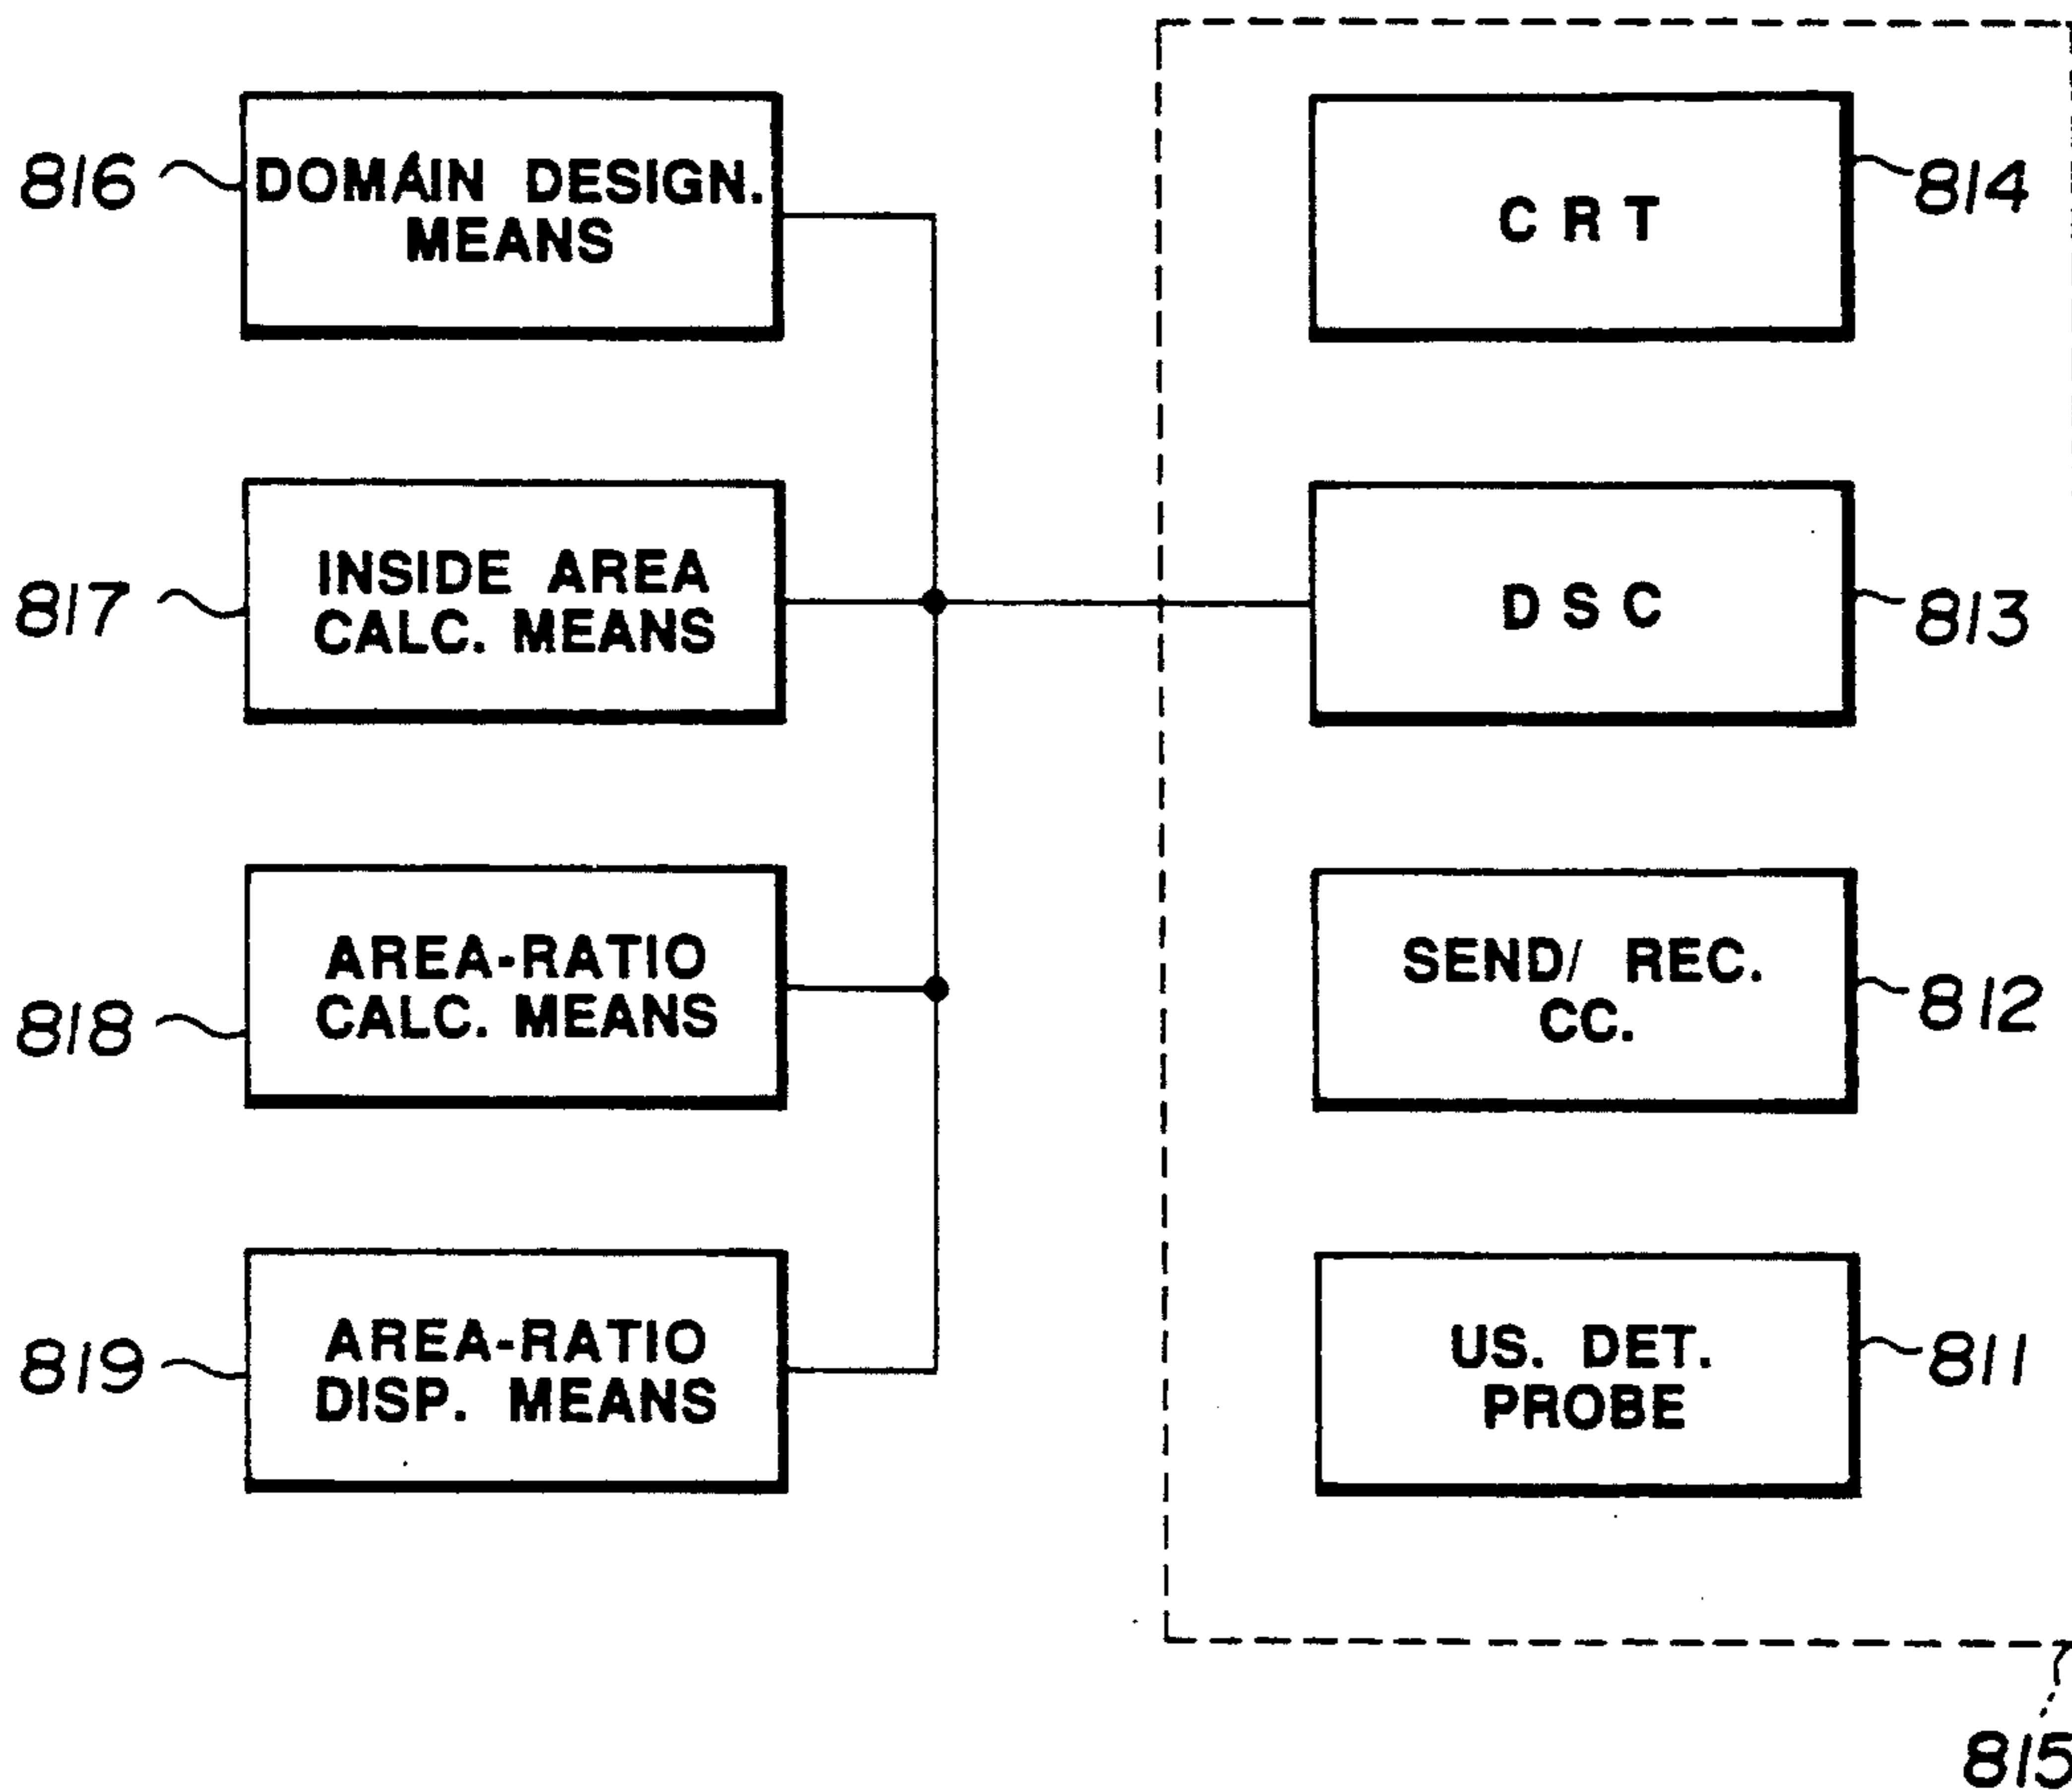 816
DOMAIN DESIGN.
MEANS
817
INSIDE AREA
CALC. MEANS
818
AREA-RATIO
CALC. MEANS
819
AREA-RATIO
DISP. MEANS
CRT
814
DSC
813
SEND/ REC.
CC.
812
US. DET.
PROBE
811
815